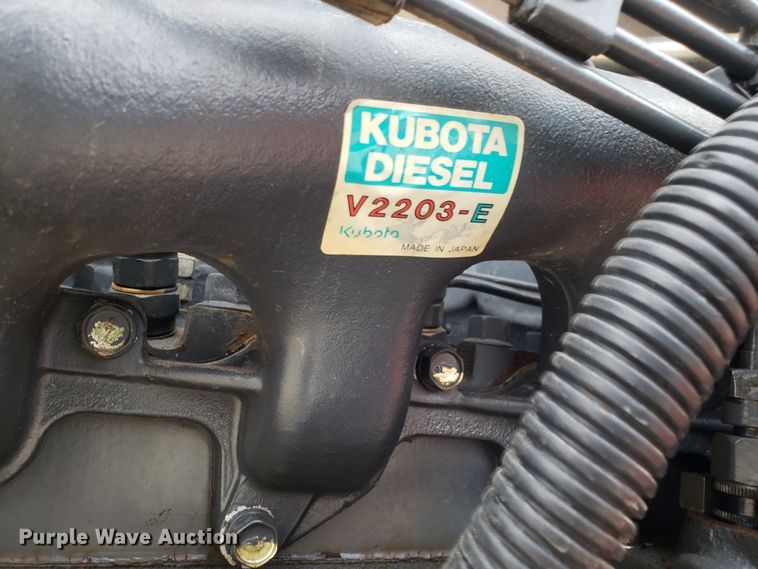 KUBOTA
DIESEL
V2203-E
Kubota
MADE IN JAPAN
Purple Wave Auction